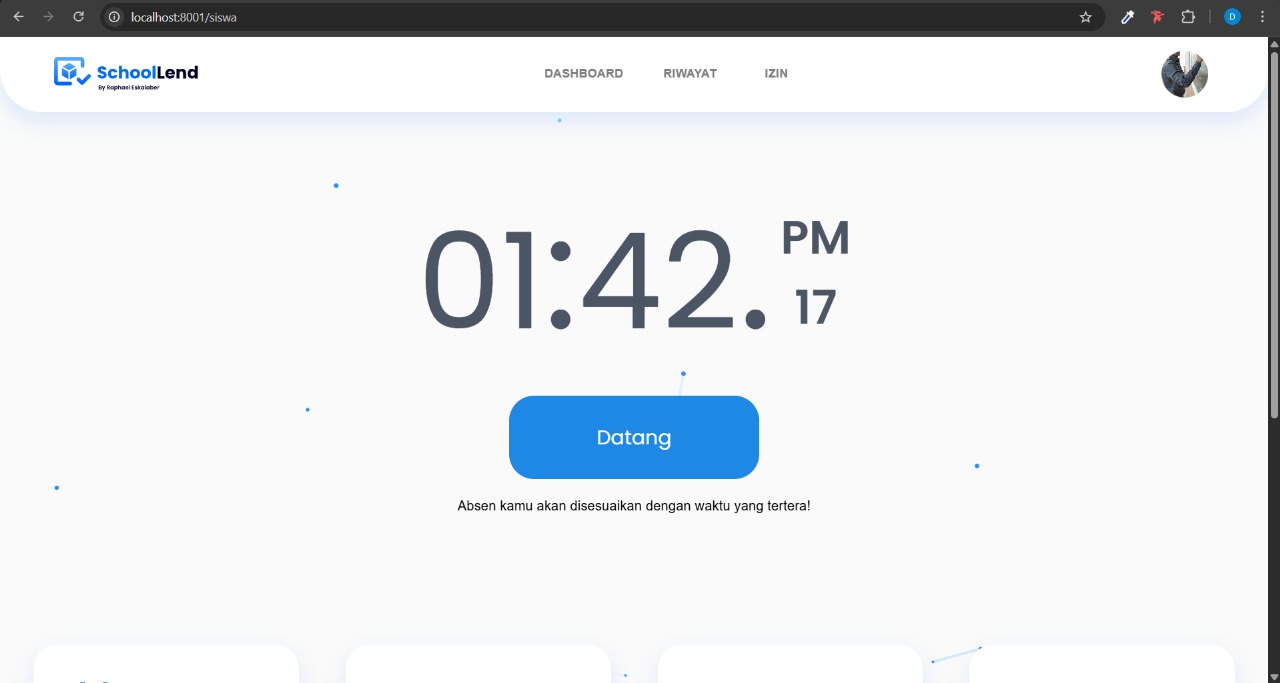 localhost:8001/siswa
D
SchoolLend
By Raphael Eskalaber
DASHBOARD RIWAYAT IZIN
01:42. PM
17
Datang
Absen kamu akan disesuaikan dengan waktu yang tertera!